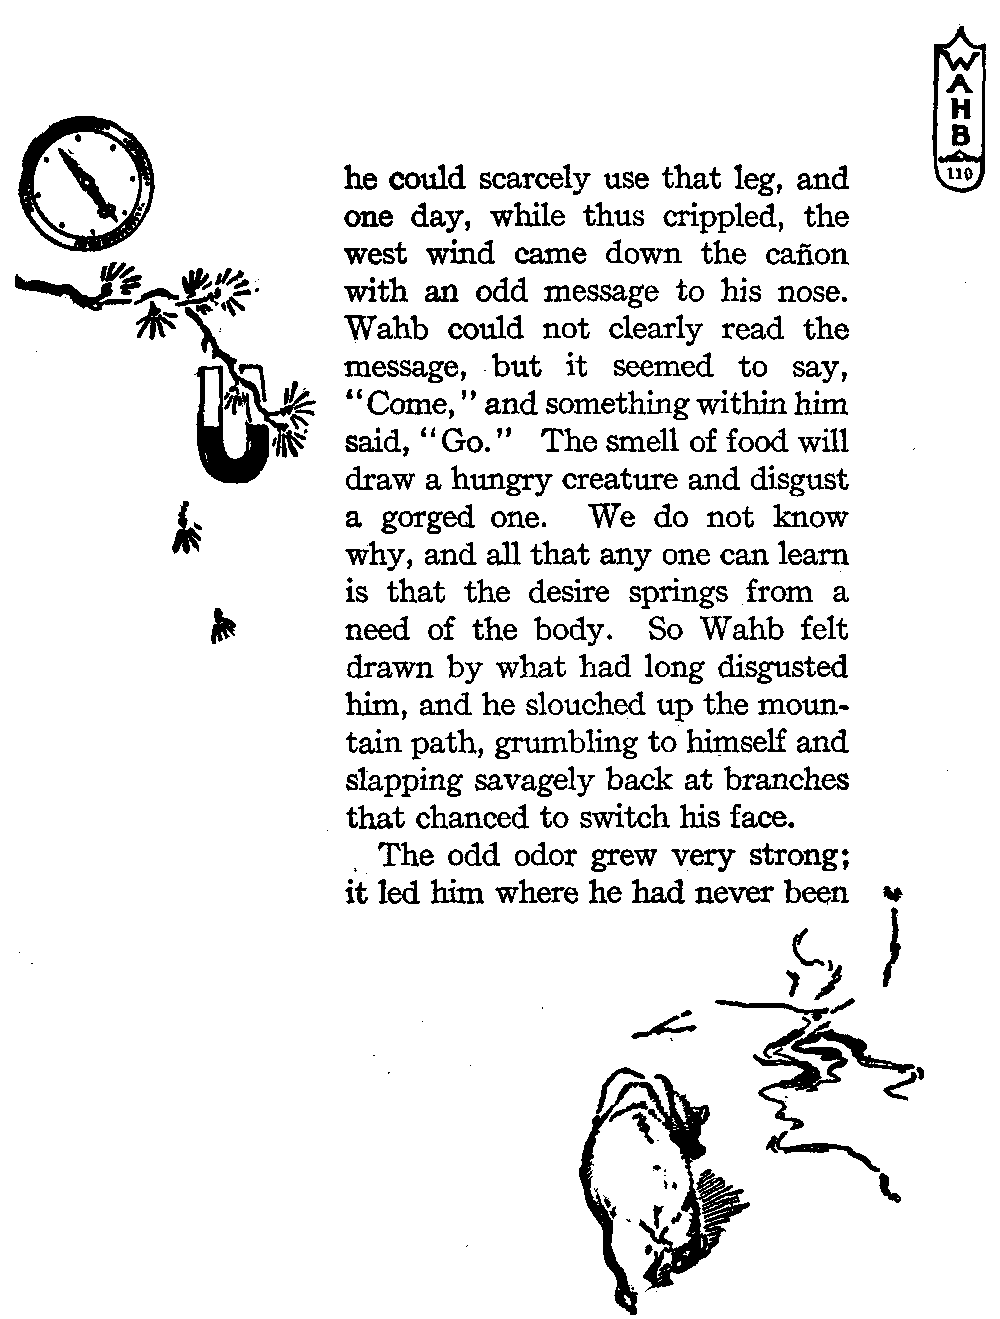 WAHB
110
he could scarcely use that leg, and
one day, while thus crippled, the
west wind came down the cañon
with an odd message to his nose.
Wahb could not clearly read the
message, but it seemed to say,
“Come,” and something within him
said, “Go.” The smell of food will
draw a hungry creature and disgust
a gorged one. We do not know
why, and all that any one can learn
is that the desire springs from a
need of the body. So Wahb felt
drawn by what had long disgusted
him, and he slouched up the moun-
tain path, grumbling to himself and
slapping savagely back at branches
that chanced to switch his face.
The odd odor grew very strong;
it led him where he had never been